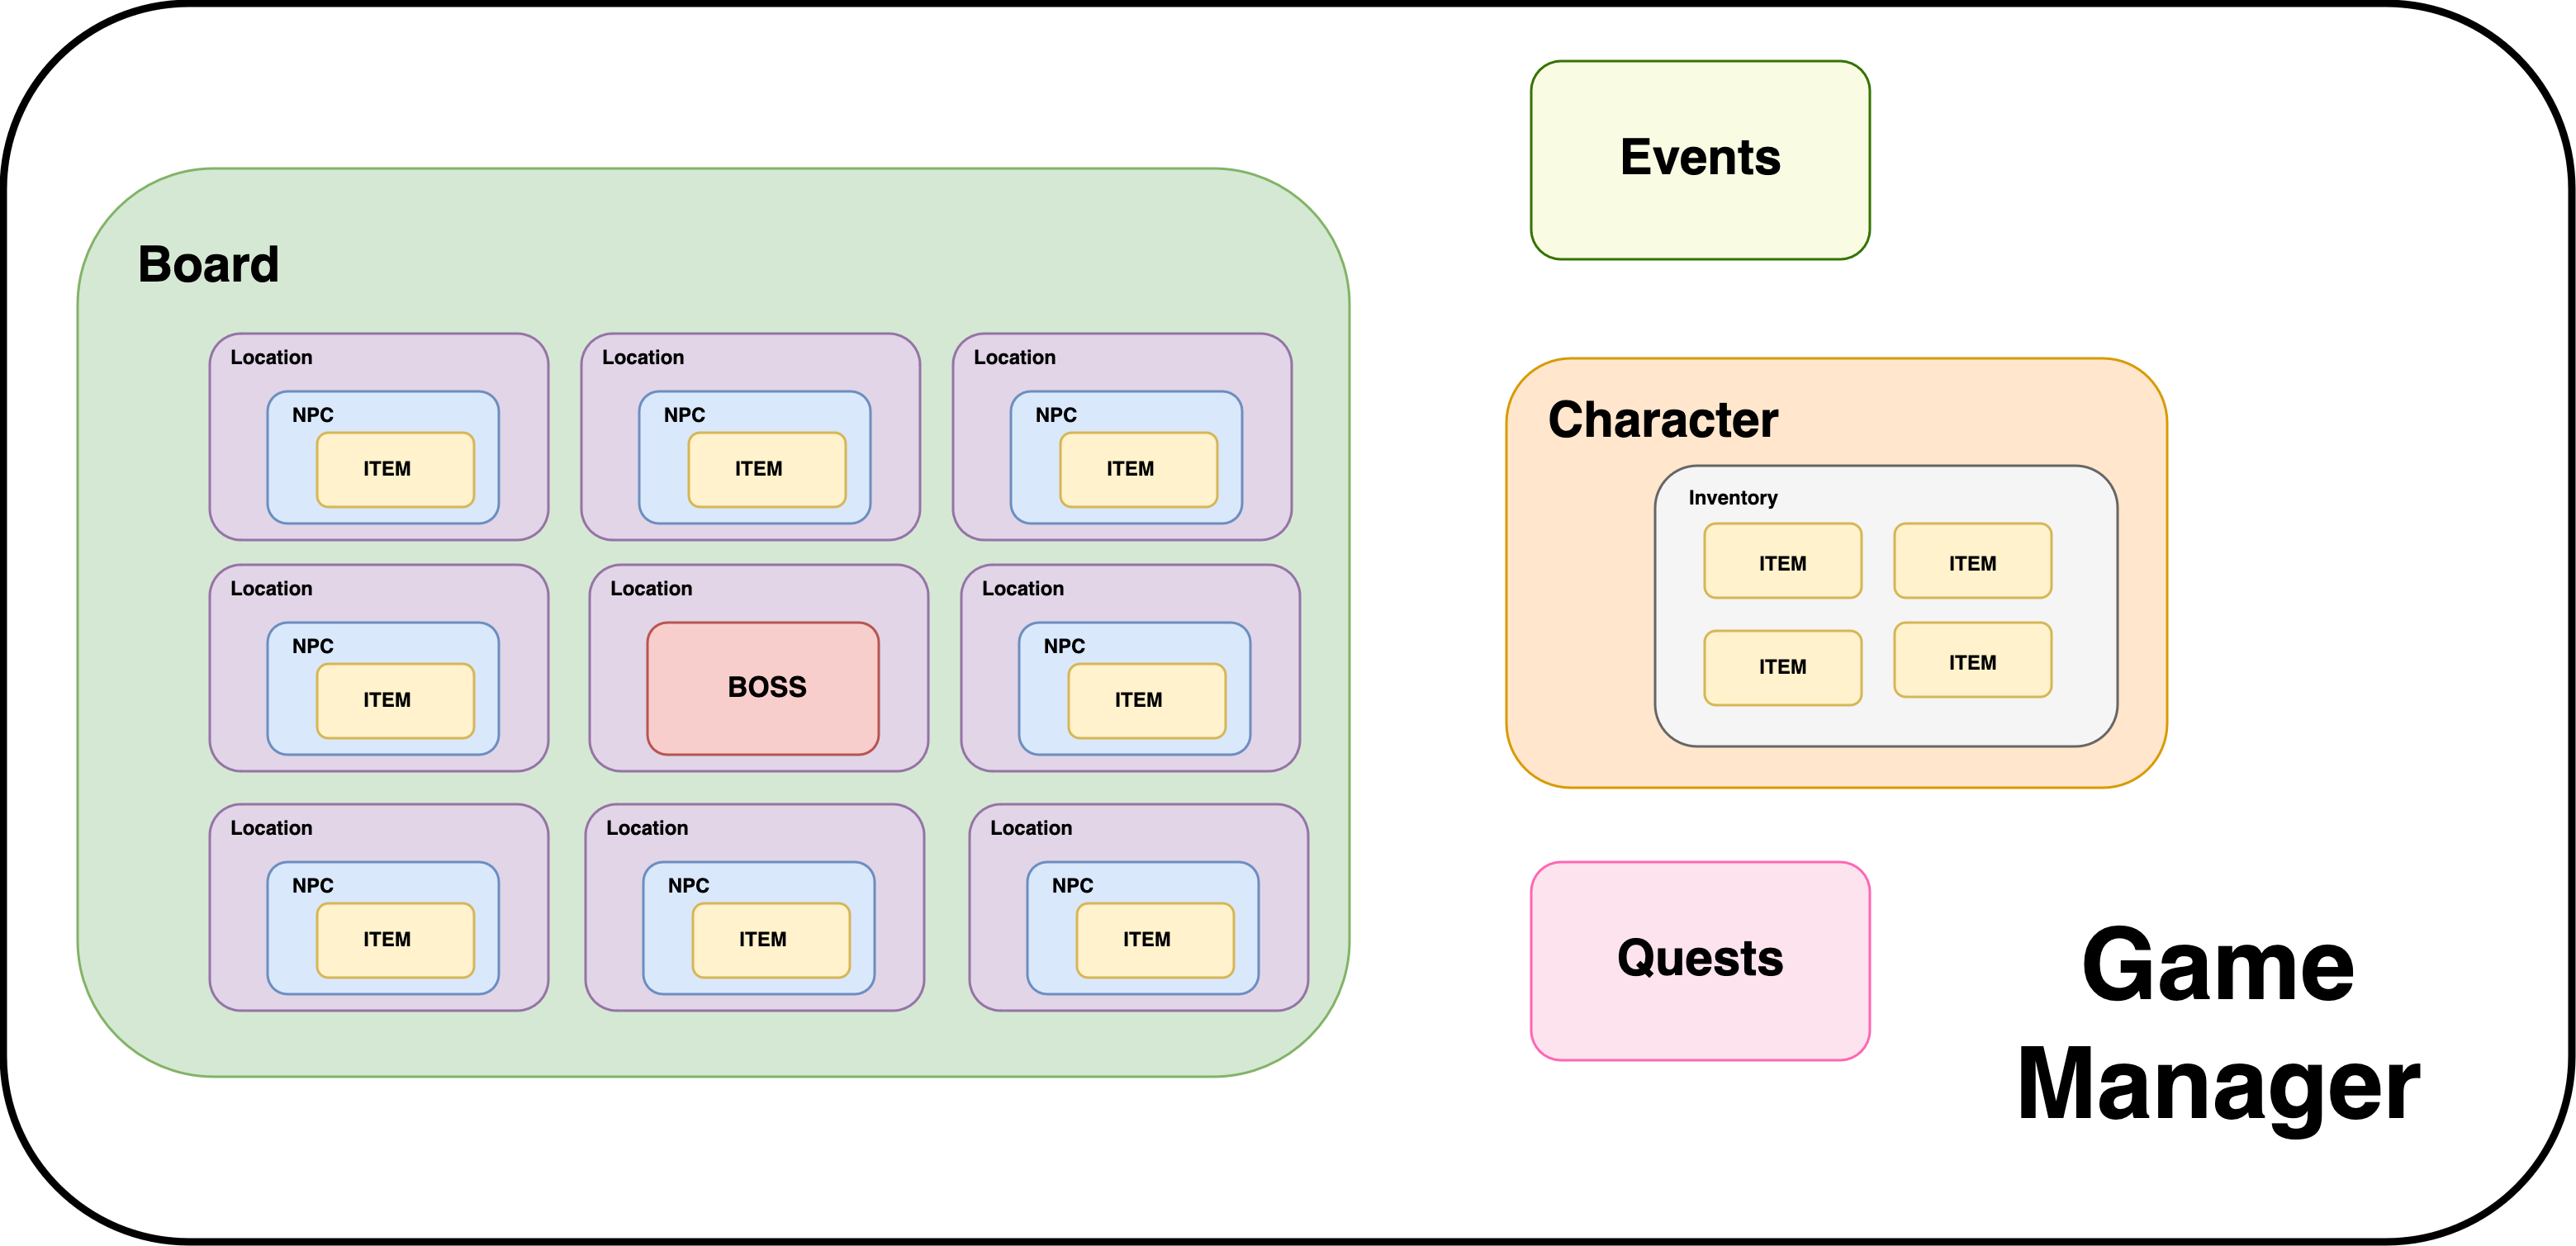 Events
Board
Location
NPC
ITEM
Location
NPC
ITEM
Location
NPC
ITEM
Location
NPC
ITEM
Location
BOSS
Location
NPC
ITEM
Location
NPC
ITEM
Location
NPC
ITEM
Location
NPC
ITEM
Character
Inventory
ITEM
ITEM
ITEM
ITEM
Quests
Game
Manager